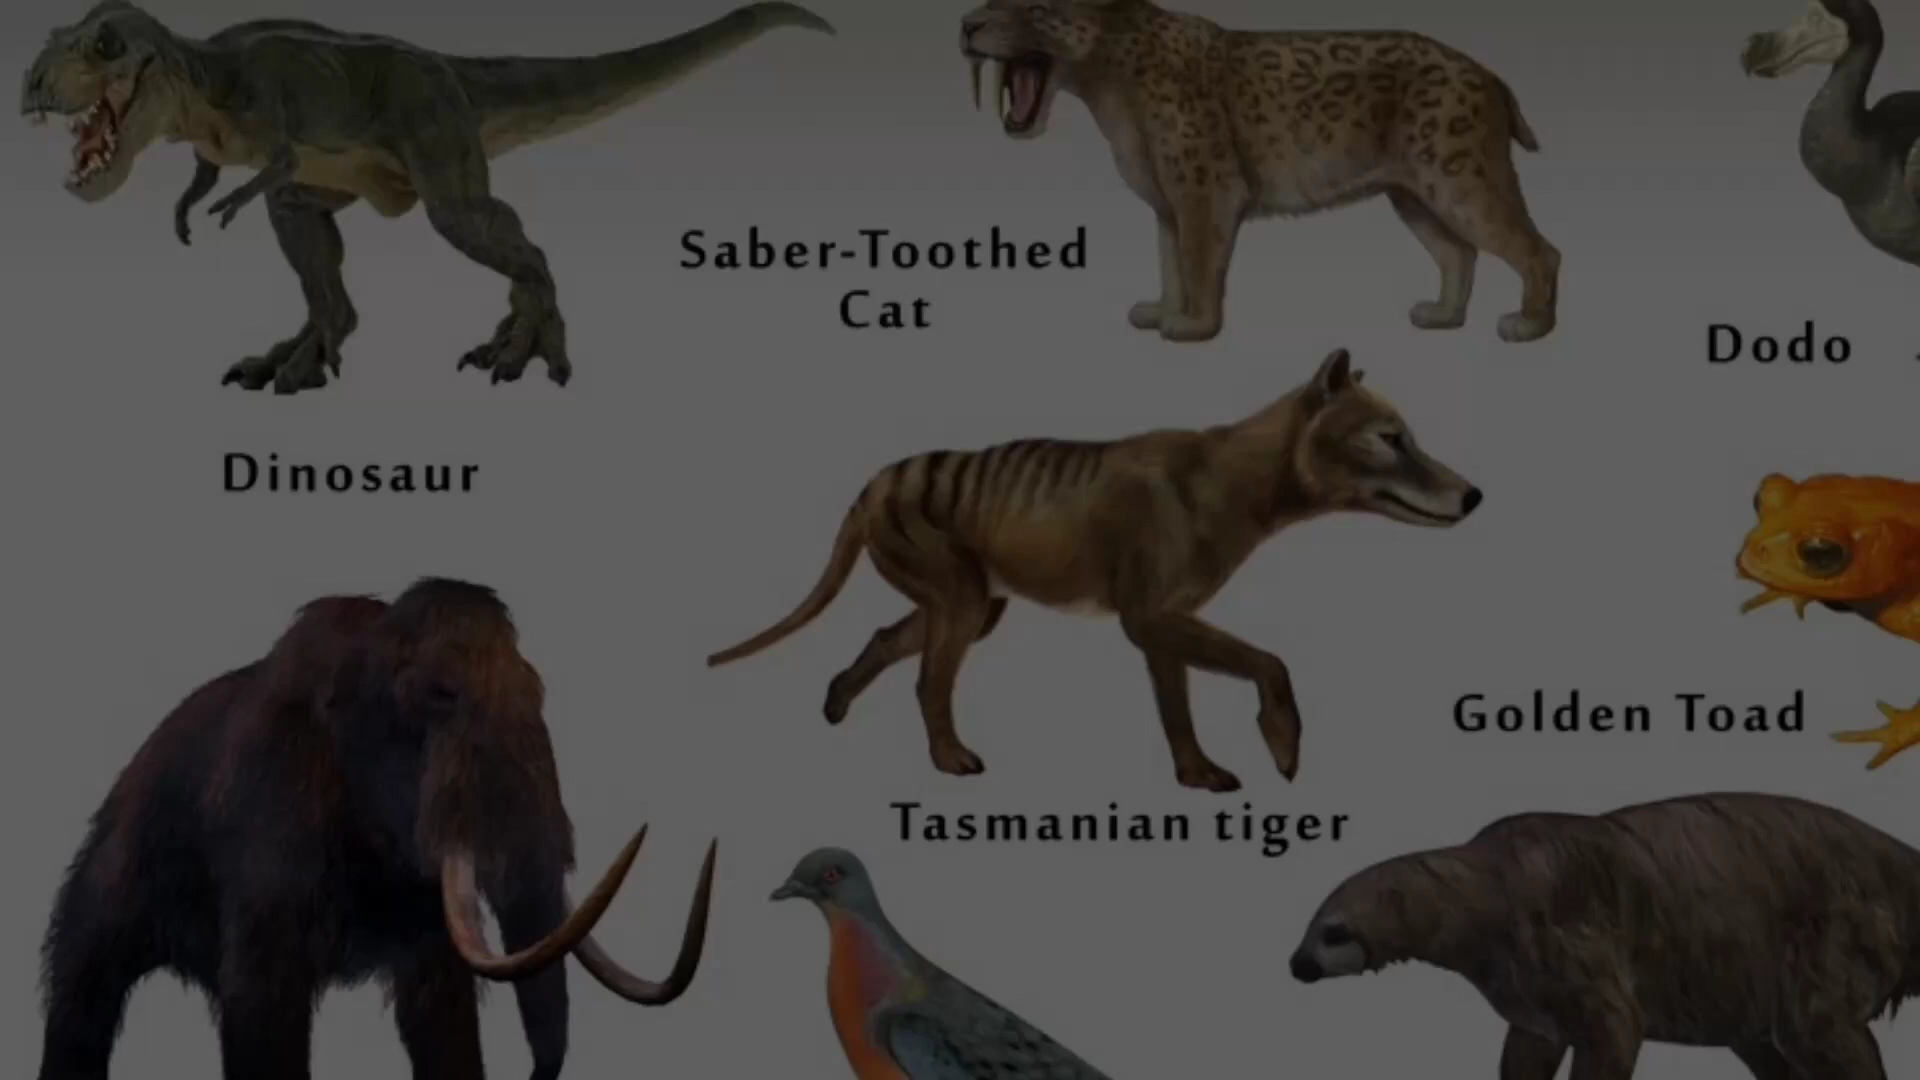 Saber-Toothed
Cat
Dodo
Dinosaur
Golden Toad
Tasmanian tiger